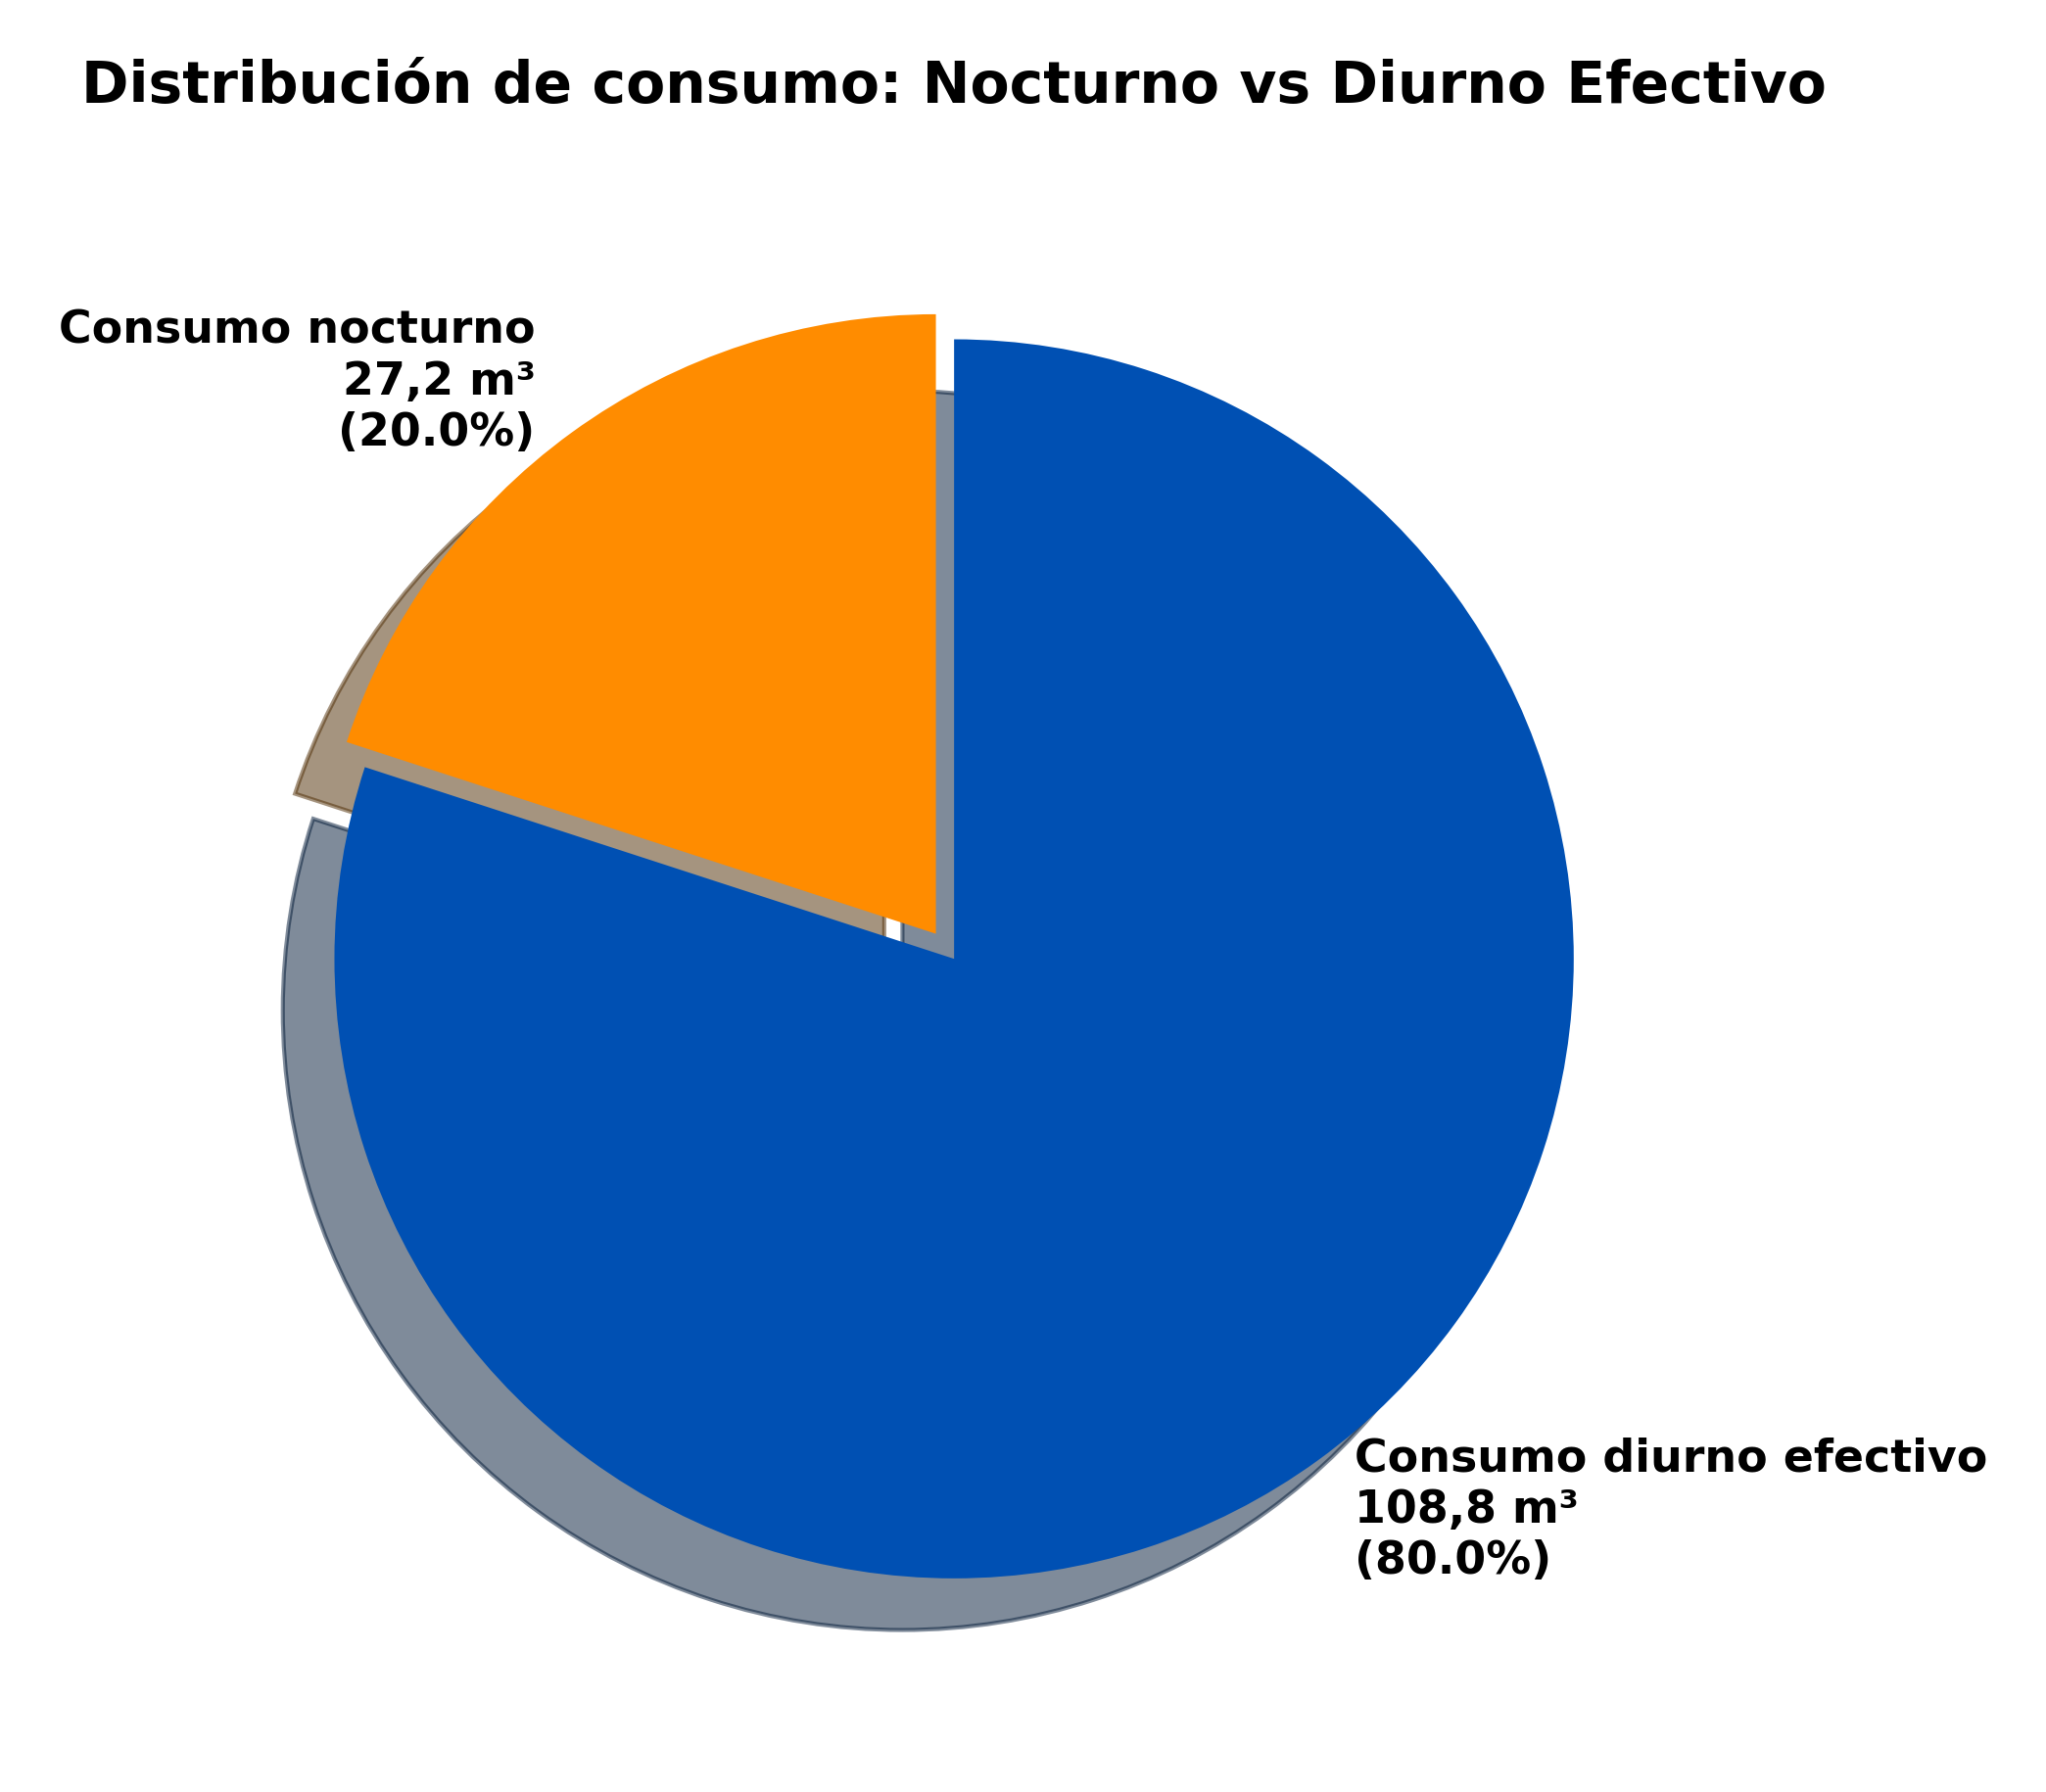 Distribución de consumo: Nocturno vs Diurno Efectivo
Consumo nocturno
27,2 m³
(20.0%)
Consumo diurno efectivo
108,8 m³
(80.0%)